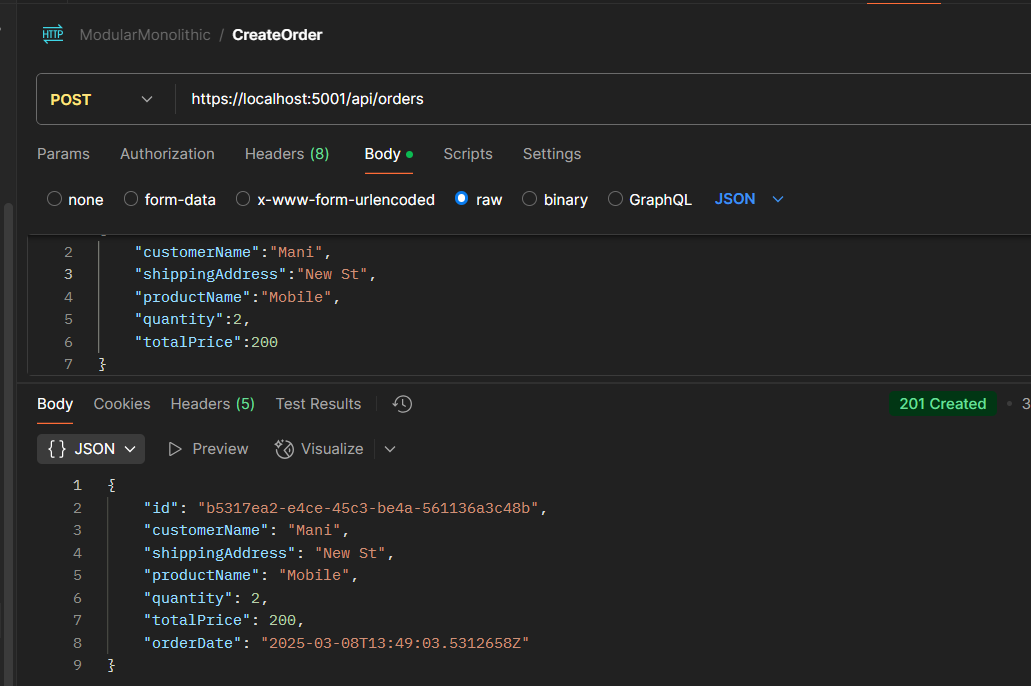 HTTP ModularMonolithic / CreateOrder
POST https://localhost:5001/api/orders
Params Authorization Headers (8) Body Scripts Settings
none form-data x-www-form-urlencoded raw binary GraphQL JSON
2 "customerName":"Mani",
3 "shippingAddress":"New St",
4 "productName":"Mobile",
5 "quantity":2,
6 "totalPrice":200
7 }
Body Cookies Headers (5) Test Results 201 Created • 3
{} JSON Preview Visualize
1 {
2 "id": "b5317ea2-e4ce-45c3-be4a-561136a3c48b",
3 "customerName": "Mani",
4 "shippingAddress": "New St",
5 "productName": "Mobile",
6 "quantity": 2,
7 "totalPrice": 200,
8 "orderDate": "2025-03-08T13:49:03.5312658Z"
9 }